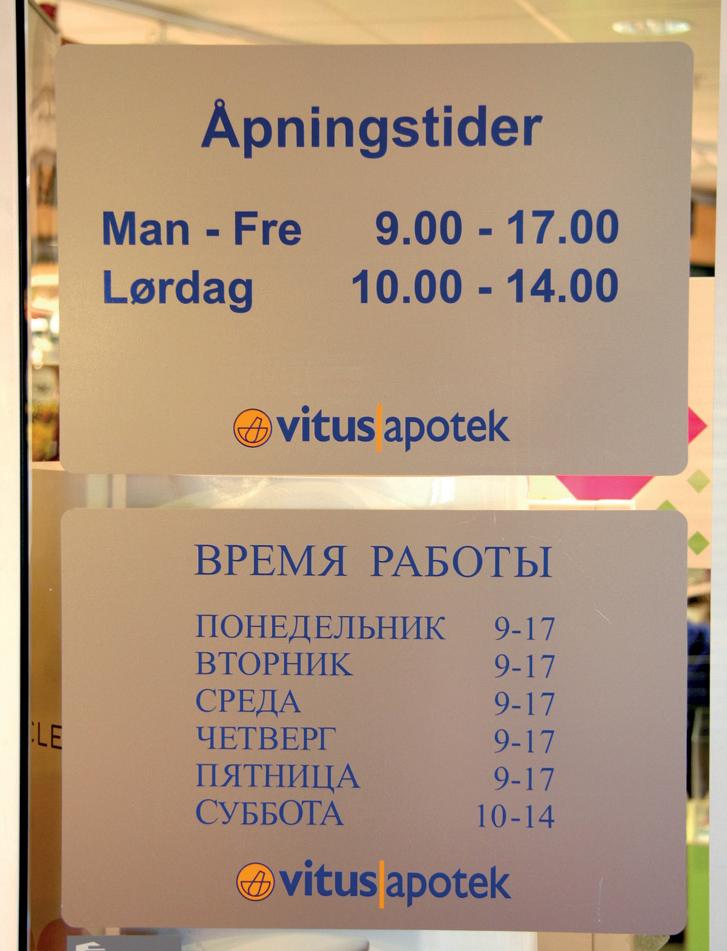 Åpningstider
Man - Fre 9.00 - 17.00
Lørdag 10.00 - 14.00
vitus|apotek
ВРЕМЯ РАБОТЫ
ПОНЕДЕЛЬНИК 9-17
ВТОРНИК 9-17
СРЕДА 9-17
ЧЕТВЕРГ 9-17
ПЯТНИЦА 9-17
СУББОТА 10-14
vitus|apotek